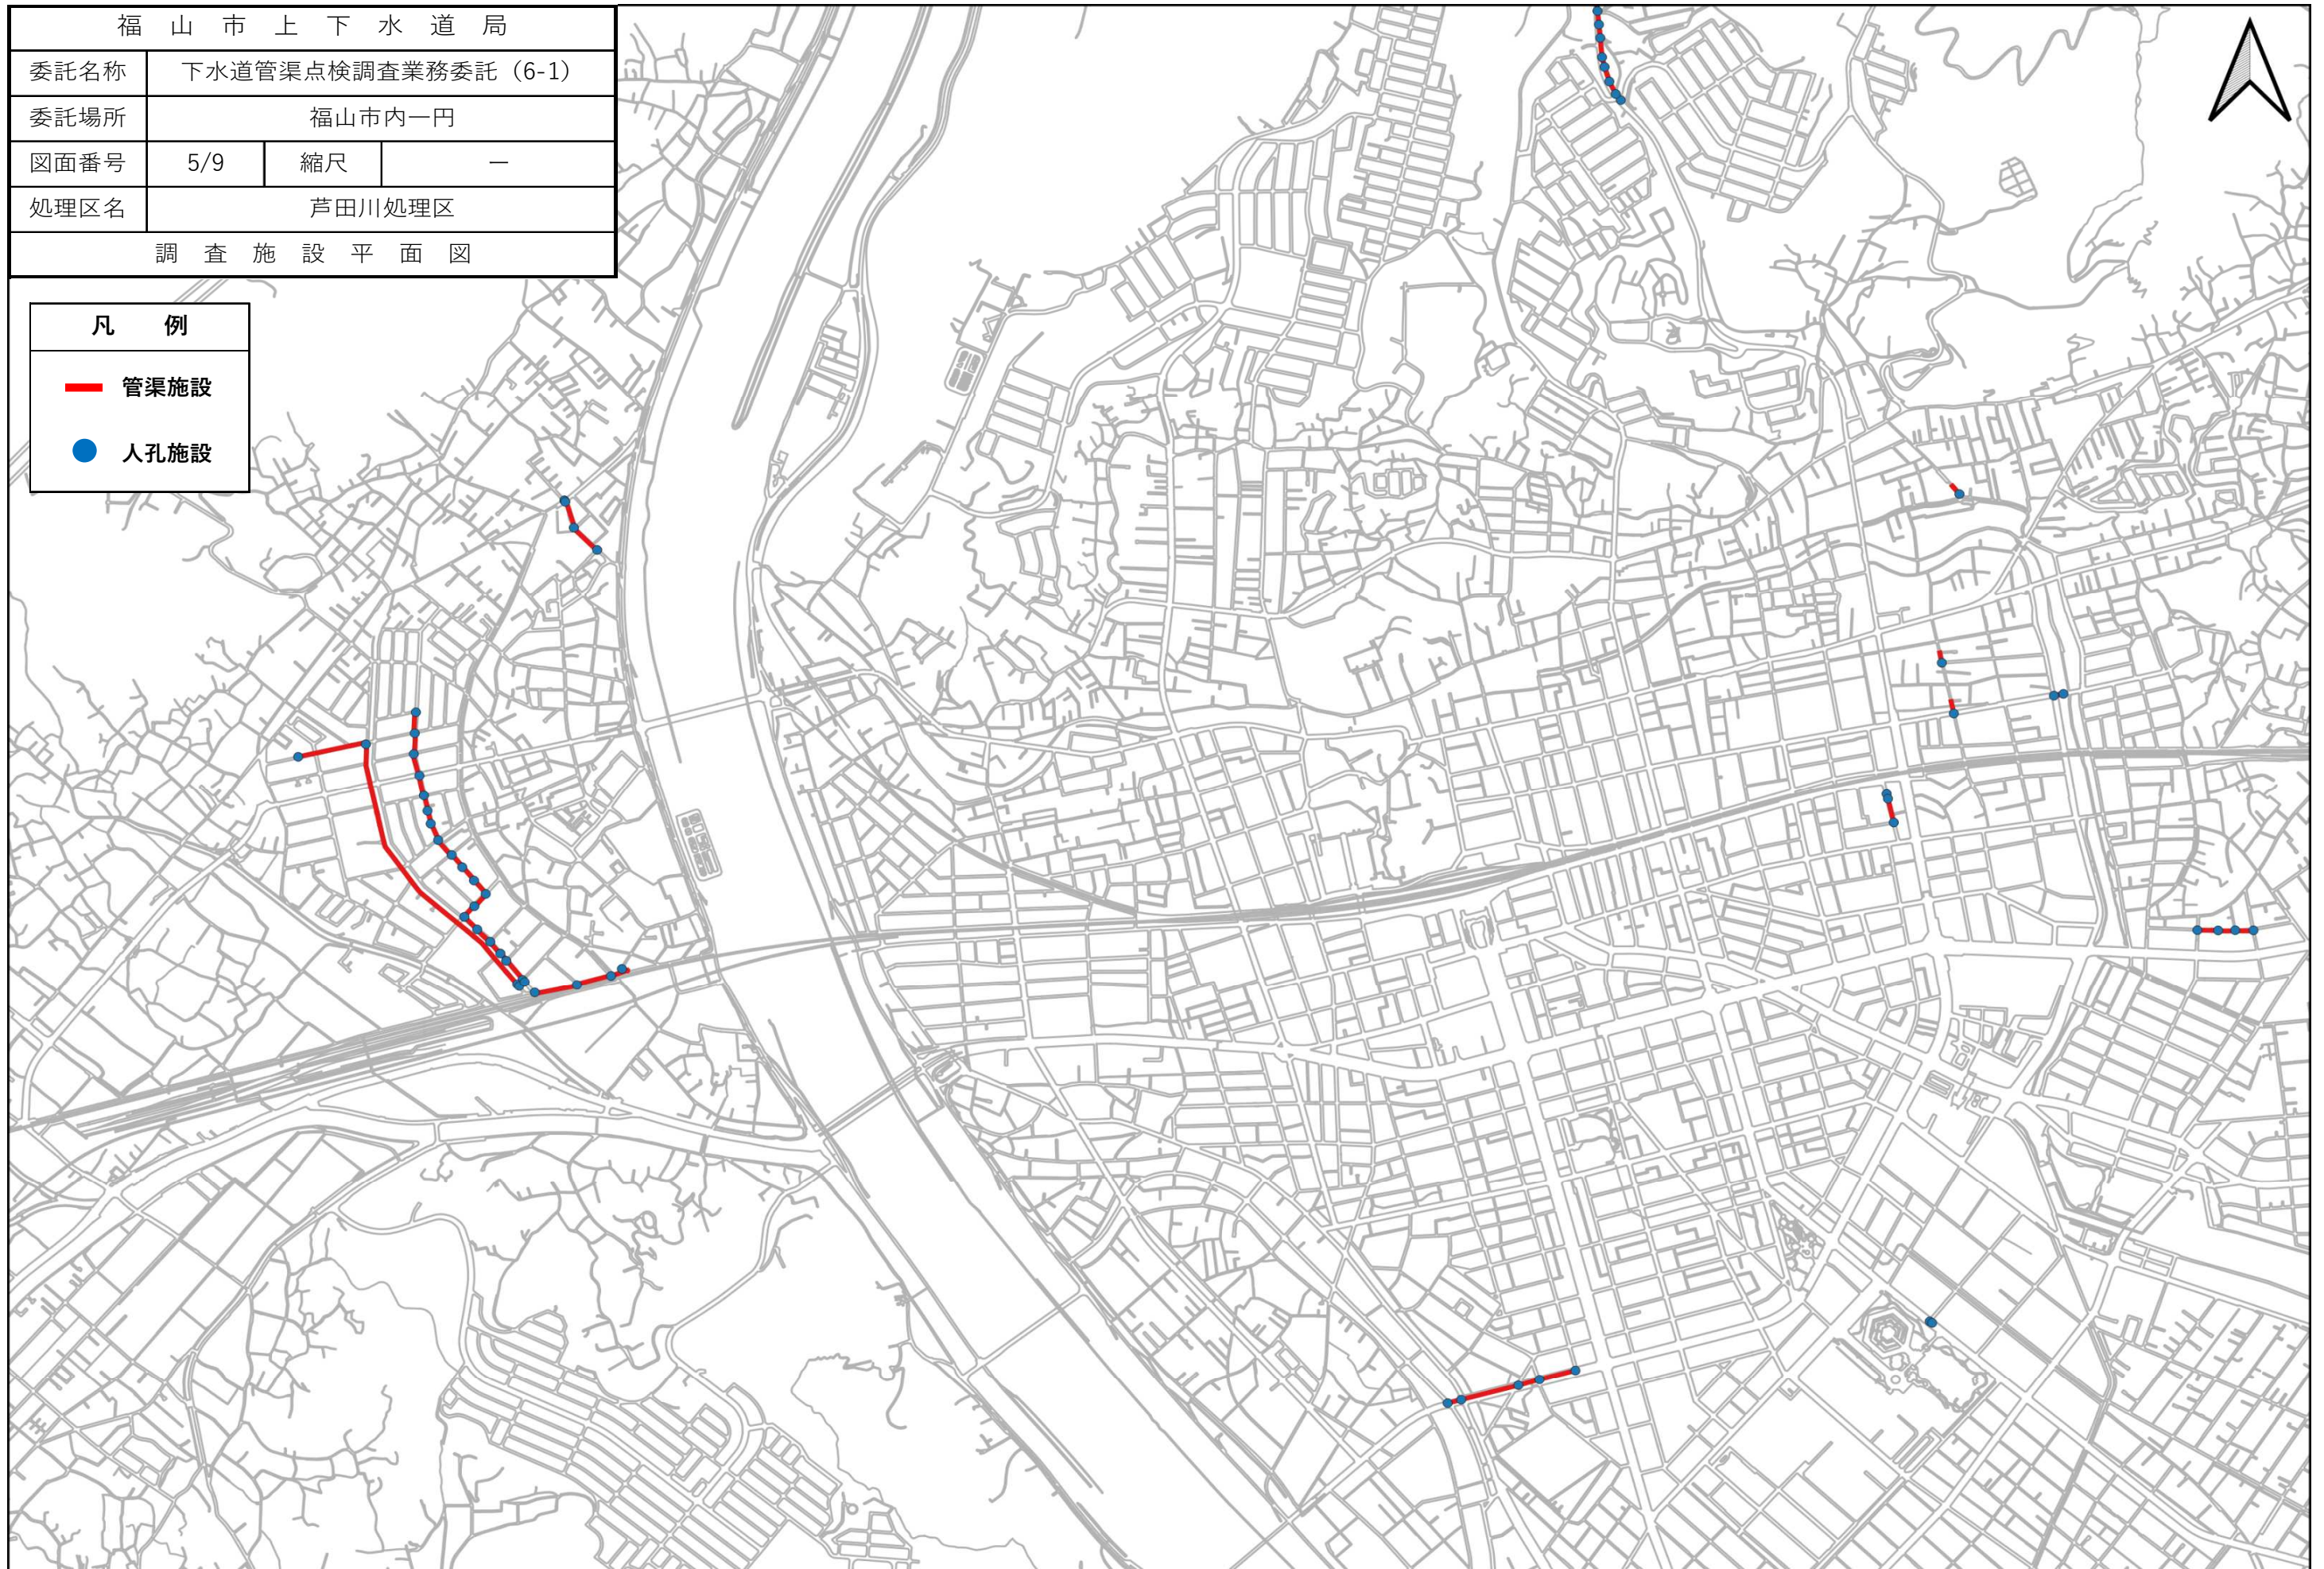 福山市上下水道局
委託名称 下水道管渠点検調査業務委託（6-1）
委託場所 福山市内一円
図面番号 5/9 縮尺 －
処理区名 芦田川処理区
調査施設平面図
凡例
管渠施設
人孔施設